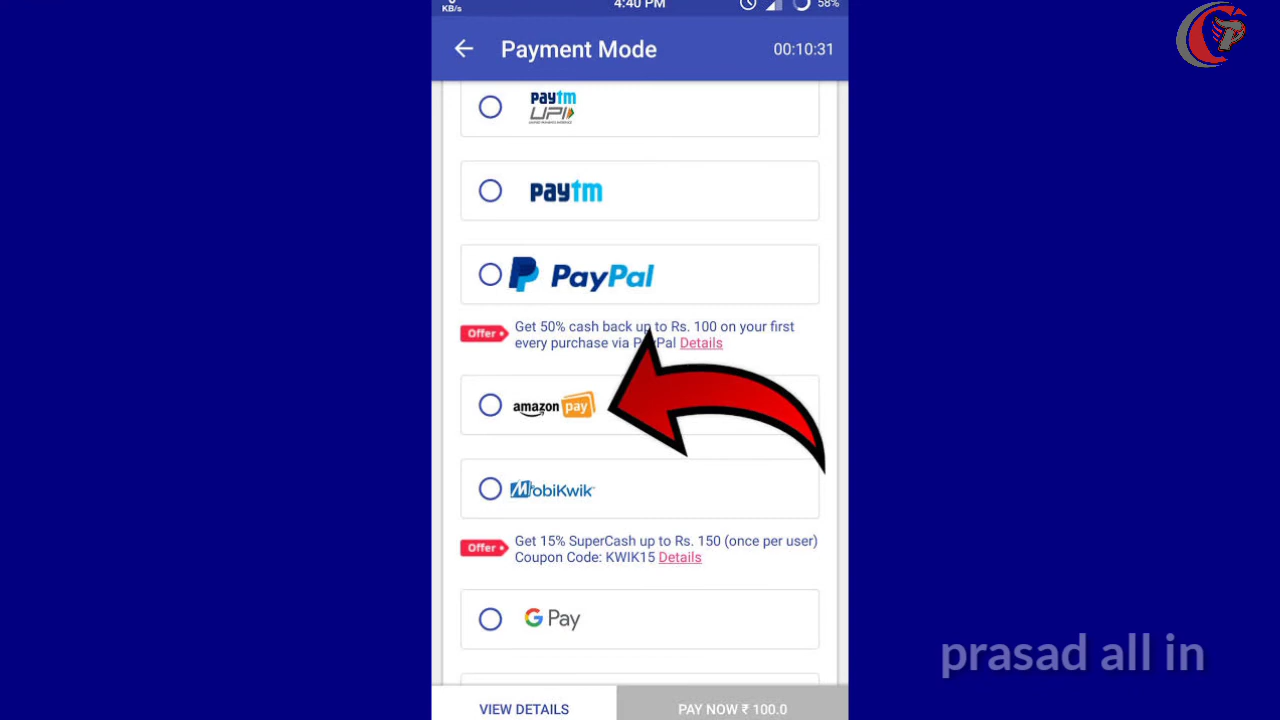 4:40 PM
58%
KB/s
Payment Mode
00:10:31
paytm
UPI
paytm
PayPal
Offer
Get 50% cash back up to Rs. 100 on your first
every purchase via PayPal Details
amazon pay
MobiKwik
Offer
Get 15% SuperCash up to Rs. 150 (once per user)
Coupon Code: KWIK15 Details
G Pay
prasad all in
VIEW DETAILS
PAY NOW ₹ 100.0